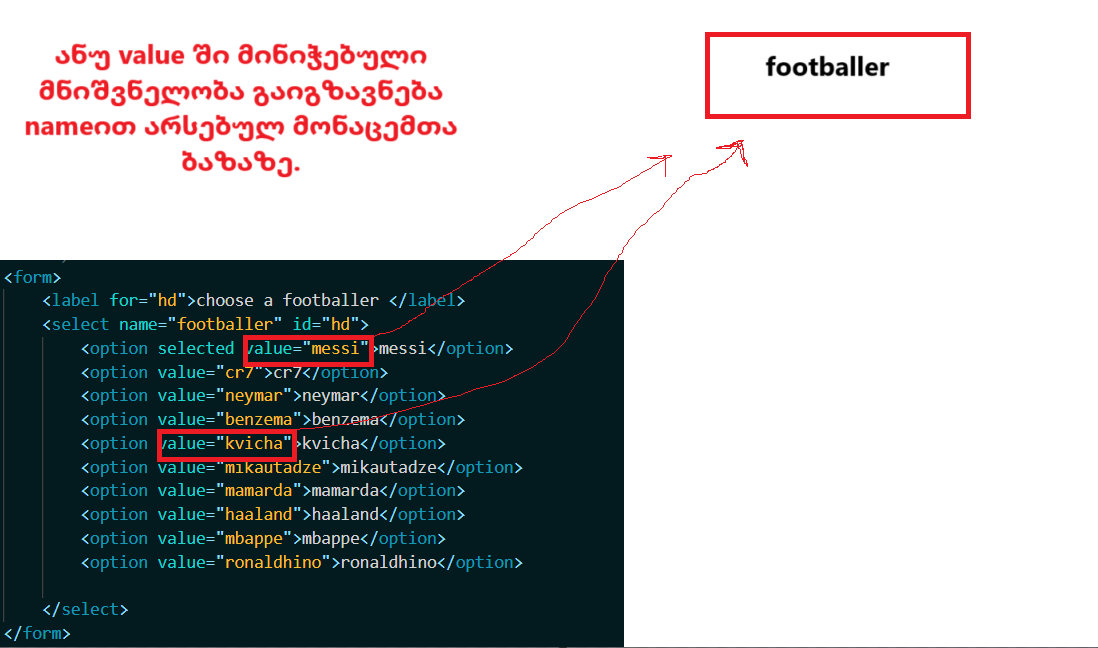 ანუ value ში მინიჭებული
მნიშვნელობა გაიგზავნება
nameით არსებულ მონაცემთა
ბაზაზე.
footballer
<form>
<label for="hd">choose a footballer </label>
<select name="footballer" id="hd">
<option selected value="messi">messi</option>
<option value="cr7">cr7</option>
<option value="neymar">neymar</option>
<option value="benzema">benzema</option>
<option value="kvicha">kvicha</option>
<option value="mikautadze">mikautadze</option>
<option value="mamarda">mamarda</option>
<option value="haaland">haaland</option>
<option value="mbappe">mbappe</option>
<option value="ronaldhino">ronaldhino</option>
</select>
</form>